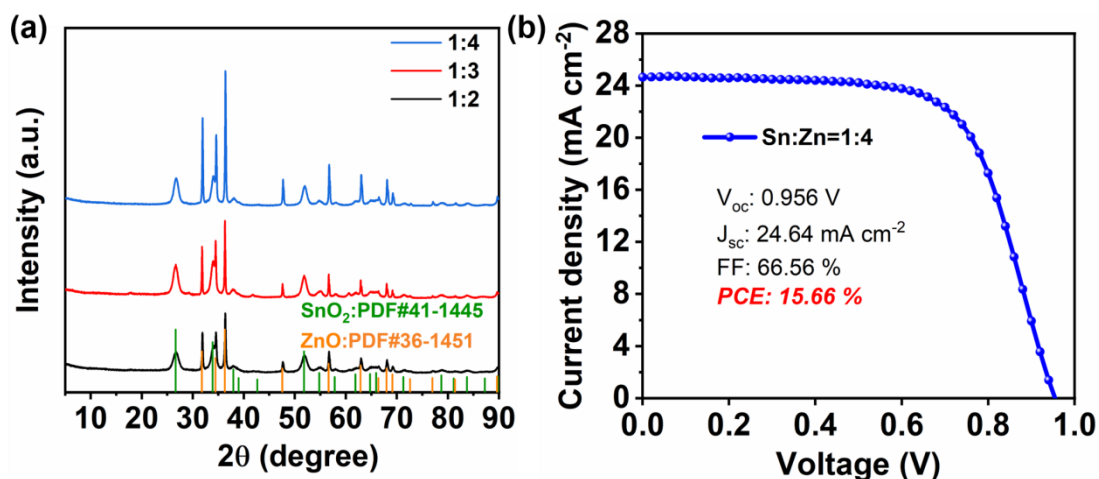 (a)
1:4
1:3
1:2
SnO₂:PDF#41-1445
ZnO:PDF#36-1451
Intensity (a.u.)
10 20 30 40 50 60 70 80 90
2θ (degree)
(b)
Current density (mA cm⁻²)
28
24
20
16
12
8
4
0
Sn:Zn=1:4
Voc: 0.956 V
Jsc: 24.64 mA cm⁻²
FF: 66.56 %
PCE: 15.66 %
0.0 0.2 0.4 0.6 0.8 1.0
Voltage (V)